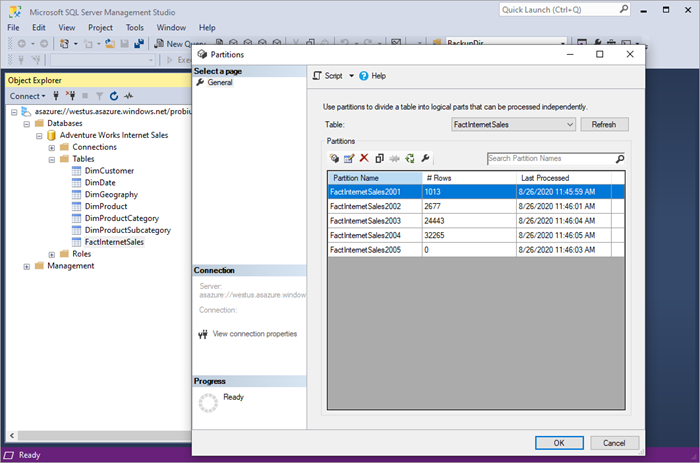 Microsoft SQL Server Management Studio
Quick Launch (Ctrl+Q)
File Edit View Project Tools Window Help
New Query
BackupDir
Exec
Object Explorer
Connect
asazure://westus.asazure.windows.net/probiu
Databases
Adventure Works Internet Sales
Connections
Tables
DimCustomer
DimDate
DimGeography
DimProduct
DimProductCategory
DimProductSubcategory
FactInternetSales
Roles
Management
Partitions
Select a page
General
Script Help
Use partitions to divide a table into logical parts that can be processed independently.
Table: FactInternetSales Refresh
Partitions
Search Partition Names
Partition Name # Rows Last Processed
FactInternetSales2001 1013 8/26/2020 11:45:59 AM
FactInternetSales2002 2677 8/26/2020 11:46:01 AM
FactInternetSales2003 24443 8/26/2020 11:46:04 AM
FactInternetSales2004 32265 8/26/2020 11:46:05 AM
FactInternetSales2005 0 8/26/2020 11:46:03 AM
Connection
Server:
asazure://westus.asazure.window
Connection:
View connection properties
Progress
Ready
OK Cancel
Ready